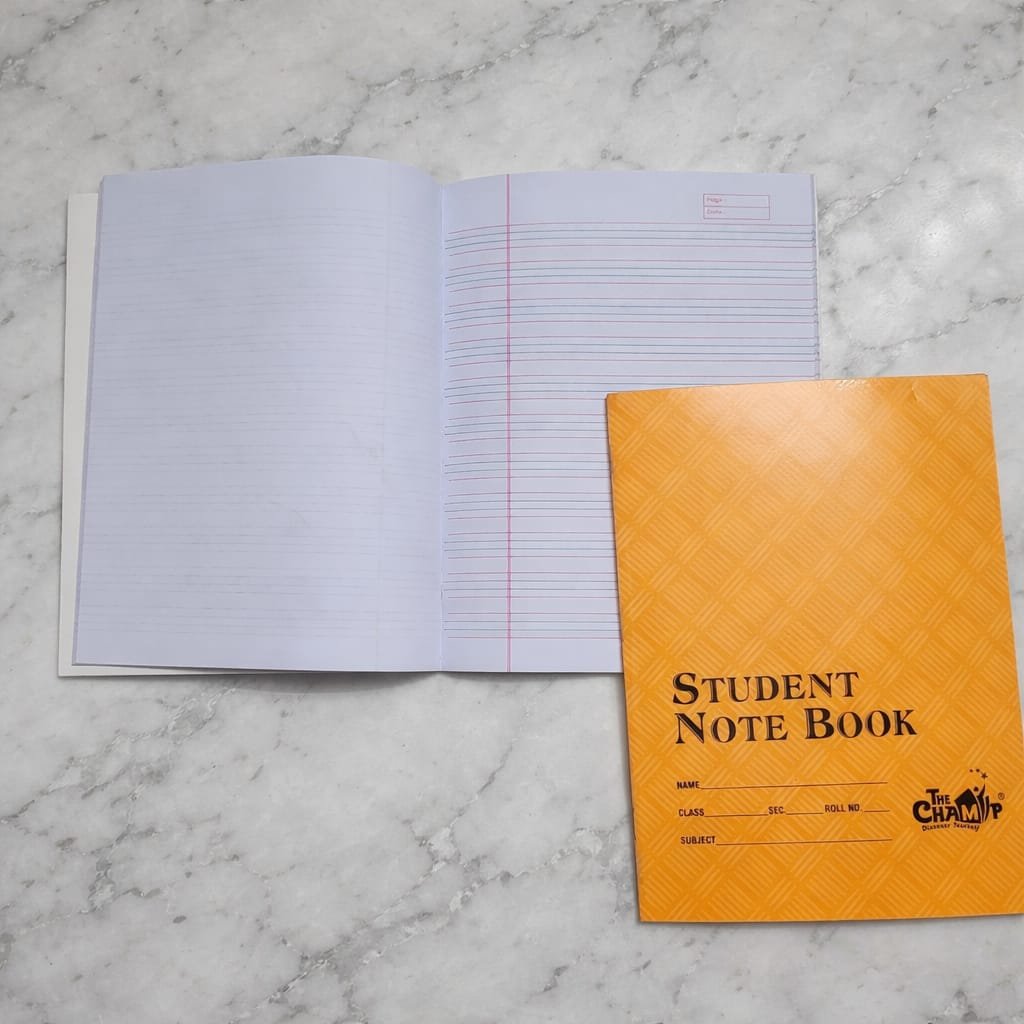 Page :
Date :
STUDENT
NOTE BOOK
NAME
CLASS SEC. ROLL NO.
SUBJECT
THE
CHAMP ®